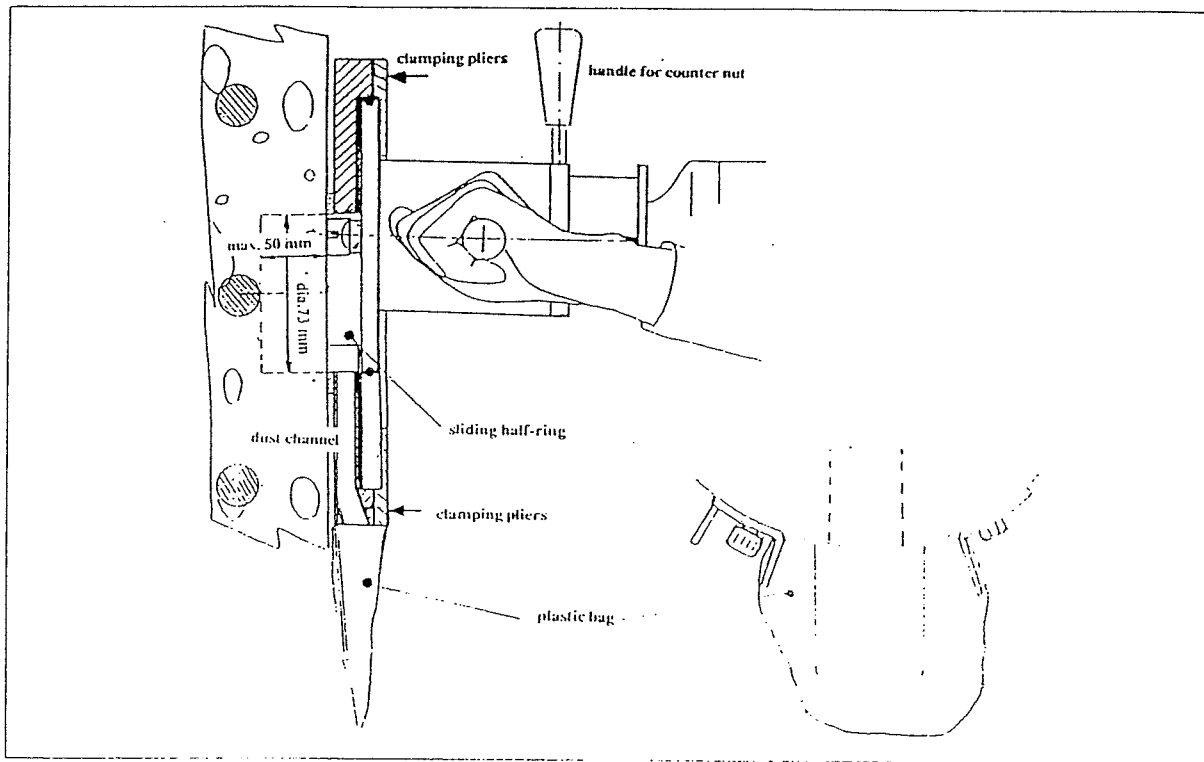 clamping pliers
handle for counter nut
max. 50 mm
dia.73 mm
sliding half-ring
dust channel
clamping pliers
plastic bag